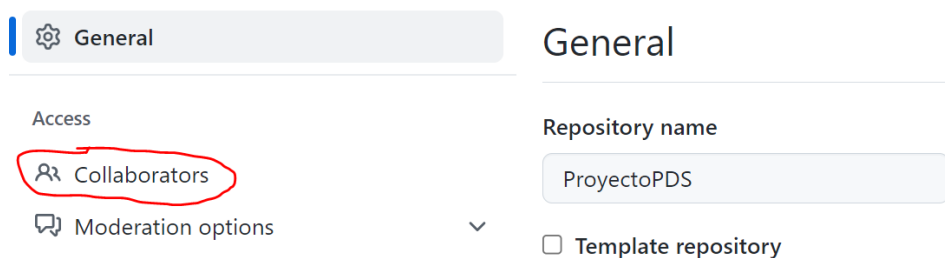 General
Access
Collaborators
Moderation options
General
Repository name
ProyectoPDS
Template repository